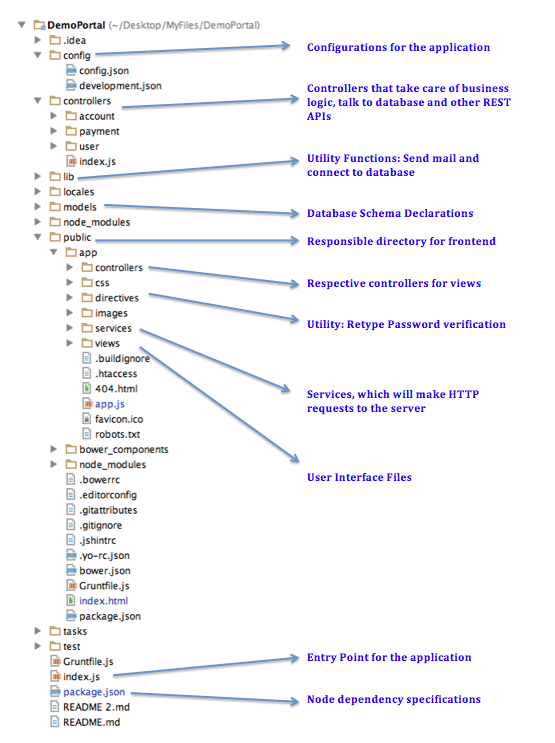 DemoPortal (~/Desktop/MyFiles/DemoPortal)
.idea
config
Configurations for the application
config.json
development.json
controllers
Controllers that take care of business
logic, talk to database and other REST
APIs
account
payment
user
index.js
lib
Utility Functions: Send mail and
connect to database
locales
models
Database Schema Declarations
node_modules
public
Responsible directory for frontend
app
controllers
Respective controllers for views
css
directives
Utility: Retype Password verification
images
services
Services, which will make HTTP
requests to the server
views
User Interface Files
.buildignore
.htaccess
404.html
app.js
favicon.ico
robots.txt
bower_components
node_modules
.bowerrc
.editorconfig
.gitattributes
.gitignore
.jshintrc
.yo-rc.json
bower.json
Gruntfile.js
index.html
package.json
tasks
test
Gruntfile.js
index.js
Entry Point for the application
package.json
Node dependency specifications
README 2.md
README.md